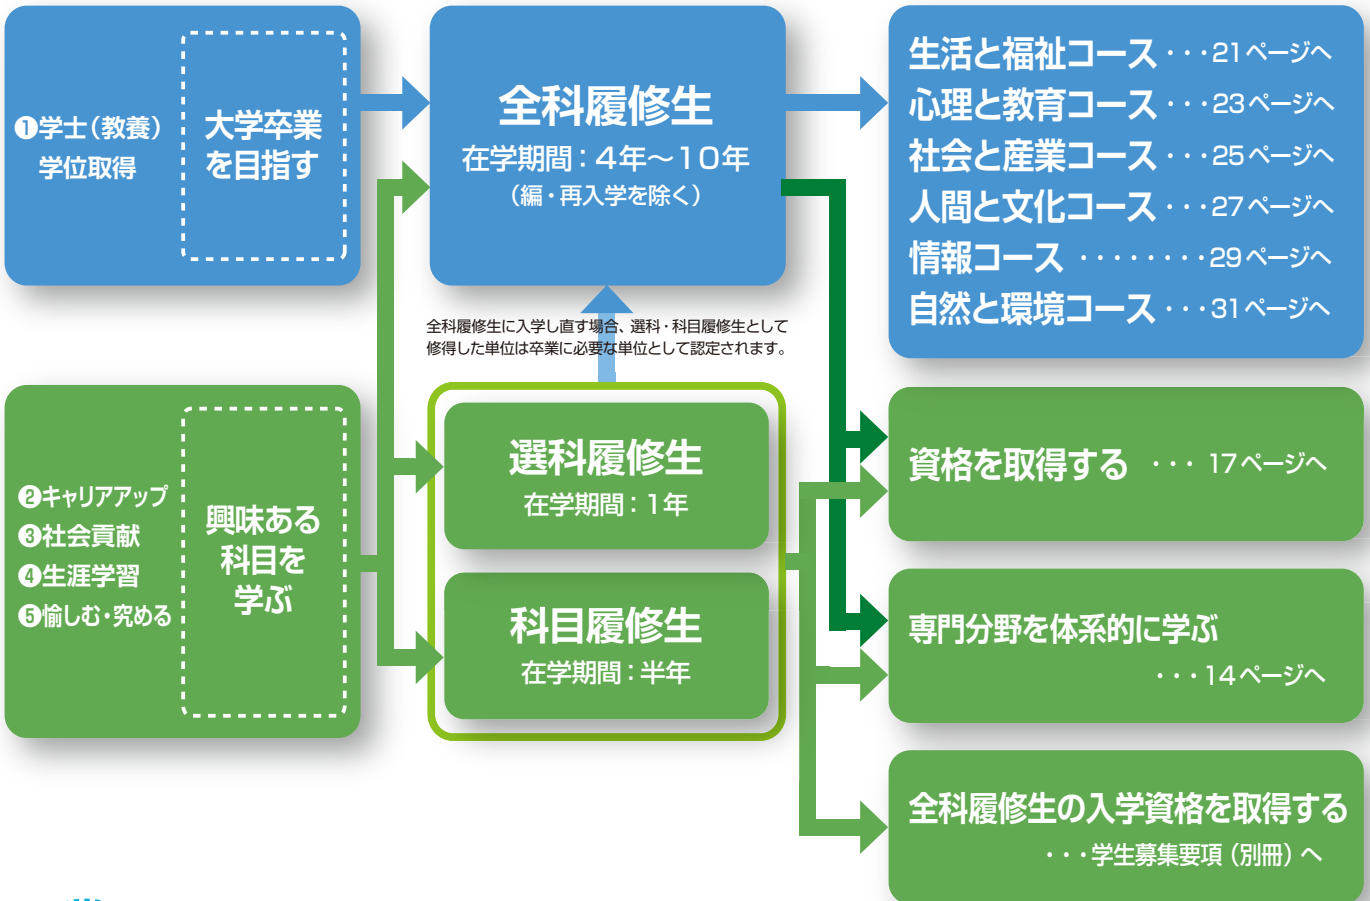 ❶学士（教養）
学位取得
大学卒業
を目指す
全科履修生
在学期間：4年～10年
（編・再入学を除く）
生活と福祉コース・・・21ページへ
心理と教育コース・・・23ページへ
社会と産業コース・・・25ページへ
人間と文化コース・・・27ページへ
情報コース ・・・・・・・・29ページへ
自然と環境コース・・・31ページへ
全科履修生に入学し直す場合、選科・科目履修生として
修得した単位は卒業に必要な単位として認定されます。
❷キャリアアップ
❸社会貢献
❹生涯学習
❺愉しむ・究める
興味ある
科目を
学ぶ
選科履修生
在学期間：1年
科目履修生
在学期間：半年
資格を取得する ・・・ 17ページへ
専門分野を体系的に学ぶ
・・・14ページへ
全科履修生の入学資格を取得する
・・・学生募集要項（別冊）へ